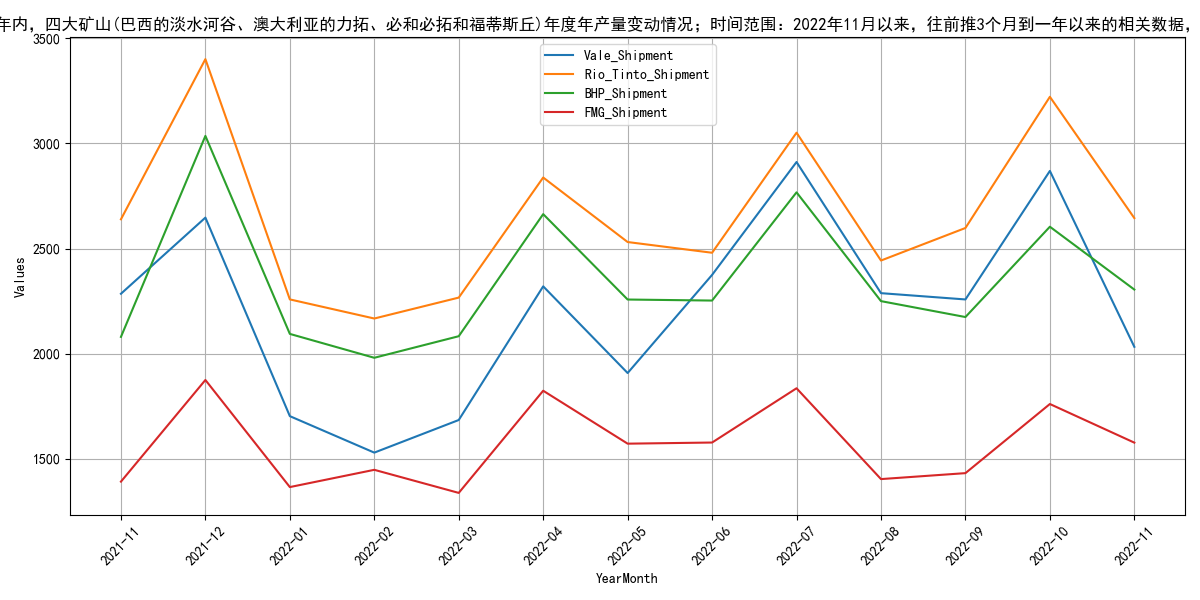 年内，四大矿山(巴西的淡水河谷、澳大利亚的力拓、必和必拓和福蒂斯丘)年度年产量变动情况；时间范围：2022年11月以来，往前推3个月到一年以来的相关数据，
Vale_Shipment
Rio_Tinto_Shipment
BHP_Shipment
FMG_Shipment
3500
3000
2500
2000
1500
Values
2021-11
2021-12
2022-01
2022-02
2022-03
2022-04
2022-05
2022-06
2022-07
2022-08
2022-09
2022-10
2022-11
YearMonth